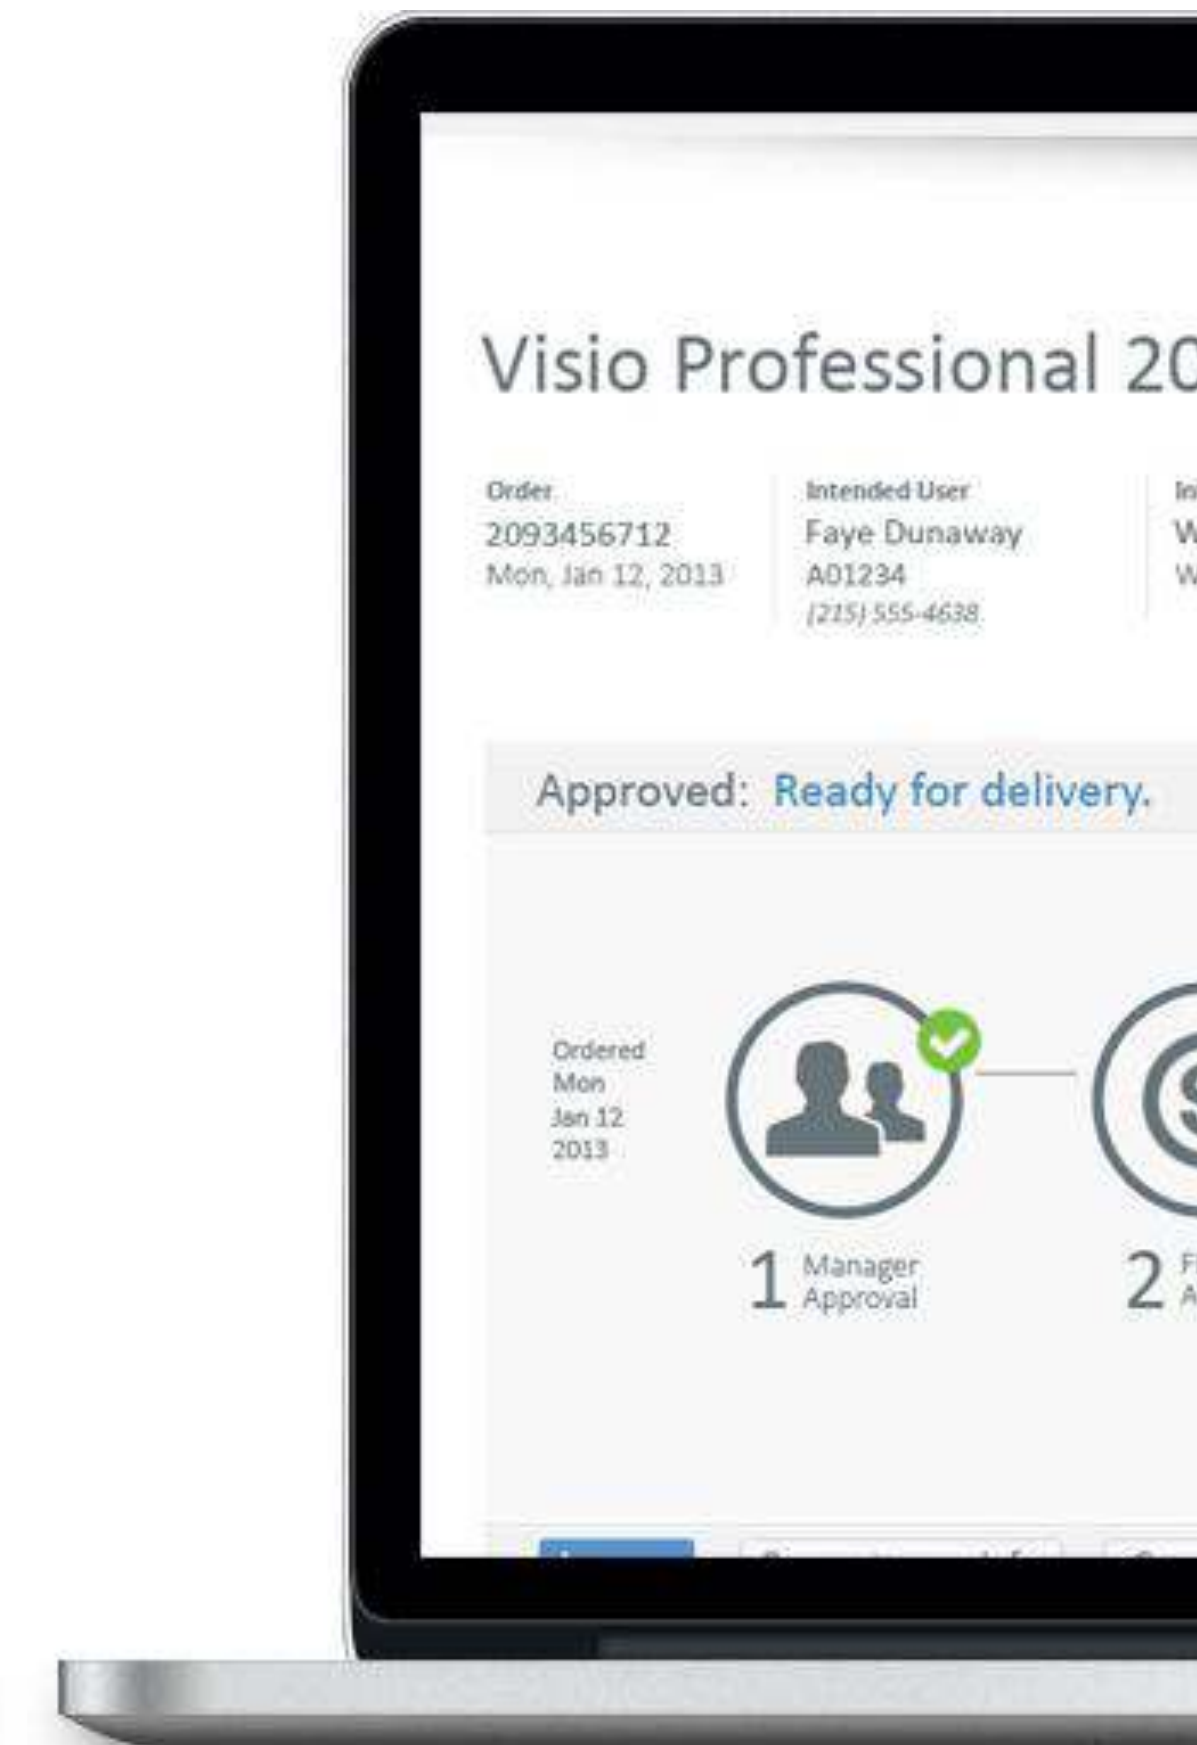 Visio Professional 20
Order
2093456712
Mon, Jan 12, 2013
Intended User
Faye Dunaway
A01234
(215) 555-4638
In
W
W
Approved: Ready for delivery.
Ordered
Mon
Jan 12
2013
1 Manager
Approval
2 F
A